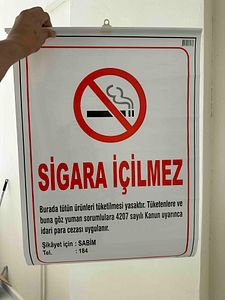 SİGARA İÇİLMEZ
Burada tütün ürünleri tüketilmesi yasaktır. Tüketenlere ve
buna göz yuman sorumlulara 4207 sayılı Kanun uyarınca
idari para cezası uygulanır.
Şikâyet için : SABİM
Tel. : 184